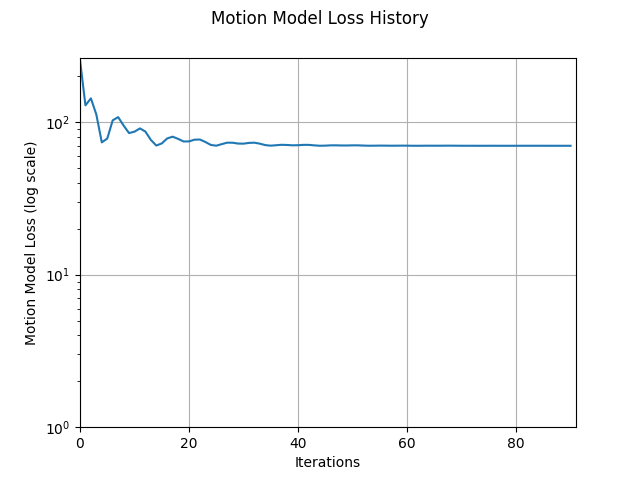 Motion Model Loss History
Motion Model Loss (log scale)
10²
10¹
10⁰
0 20 40 60 80
Iterations